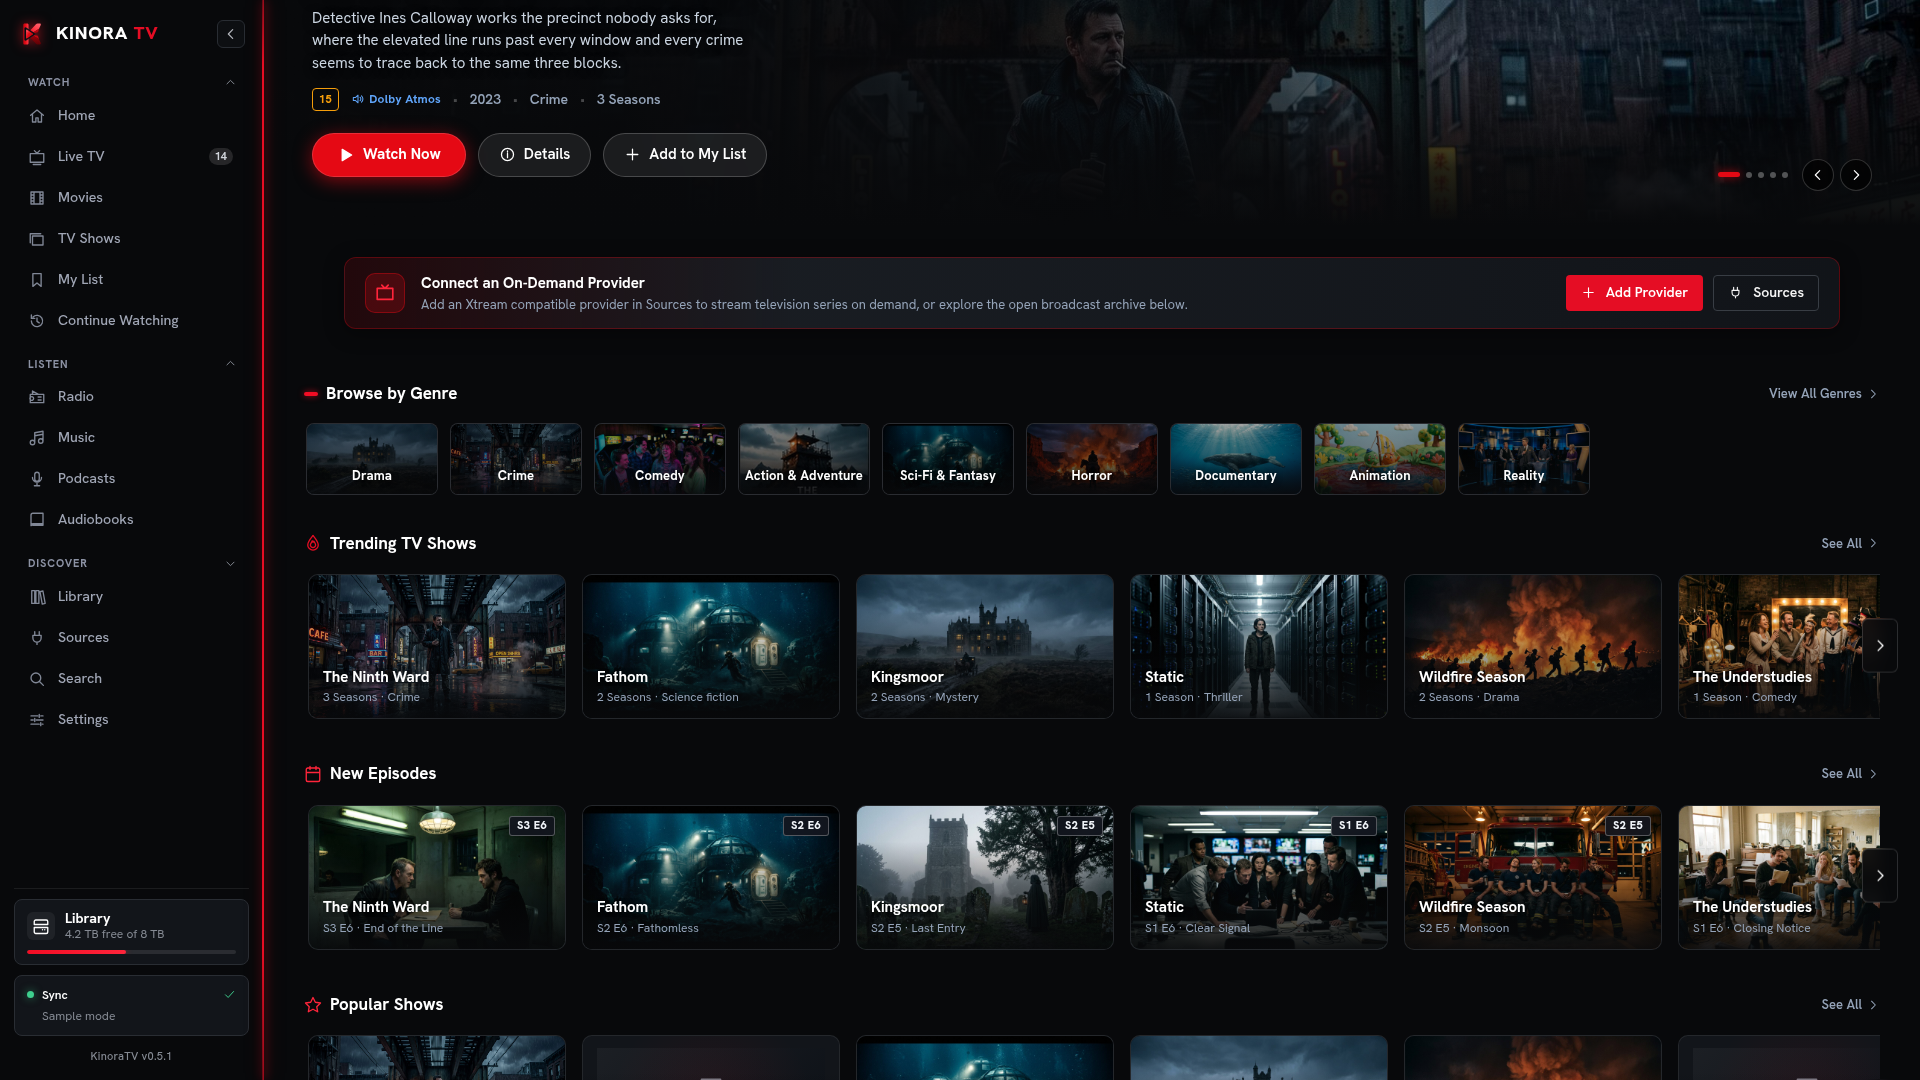 KINORA TV
WATCH
Home
Live TV
14
Movies
TV Shows
My List
Continue Watching
LISTEN
Radio
Music
Podcasts
Audiobooks
DISCOVER
Library
Sources
Search
Settings
Library
4.2 TB free of 8 TB
Sync
Sample mode
KinoraTV v0.5.1
Detective Ines Calloway works the precinct nobody asks for,
where the elevated line runs past every window and every crime
seems to trace back to the same three blocks.
15
Dolby Atmos • 2023 • Crime • 3 Seasons
Watch Now
Details
Add to My List
Connect an On-Demand Provider
Add an Xtream compatible provider in Sources to stream television series on demand, or explore the open broadcast archive below.
Add Provider
Sources
Browse by Genre
View All Genres
Drama
Crime
Comedy
Action & Adventure
Sci-Fi & Fantasy
Horror
Documentary
Animation
Reality
Trending TV Shows
See All
CAFE
BAR
The Ninth Ward
3 Seasons · Crime
Fathom
2 Seasons · Science fiction
Kingsmoor
2 Seasons · Mystery
Static
1 Season · Thriller
Wildfire Season
2 Seasons · Drama
The Understudies
1 Season · Comedy
New Episodes
See All
S3 E6
The Ninth Ward
S3 E6 · End of the Line
S2 E6
Fathom
S2 E6 · Fathomless
S2 E5
Kingsmoor
S2 E5 · Last Entry
S1 E6
Static
S1 E6 · Clear Signal
S2 E5
Wildfire Season
S2 E5 · Monsoon
The Understudies
S1 E6 · Closing Notice
Popular Shows
See All